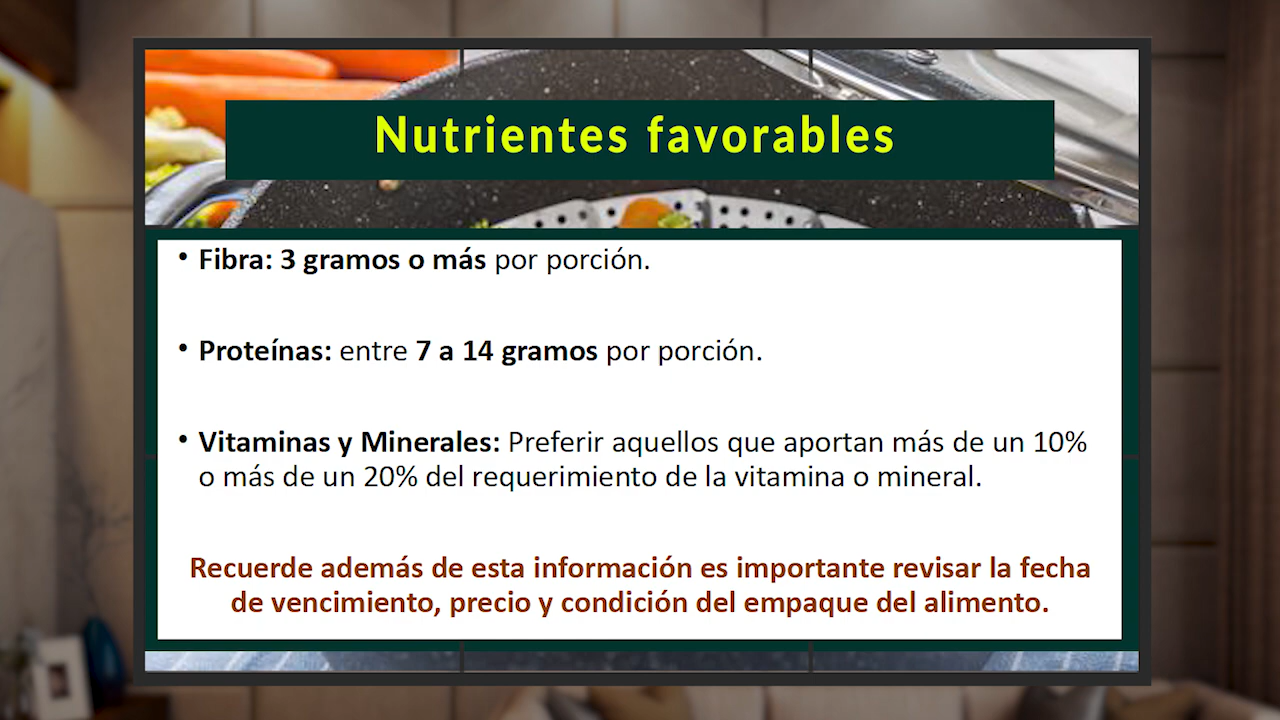 Nutrientes favorables
• Fibra: 3 gramos o más por porción.
• Proteínas: entre 7 a 14 gramos por porción.
• Vitaminas y Minerales: Preferir aquellos que aportan más de un 10%
o más de un 20% del requerimiento de la vitamina o mineral.
Recuerde además de esta información es importante revisar la fecha
de vencimiento, precio y condición del empaque del alimento.